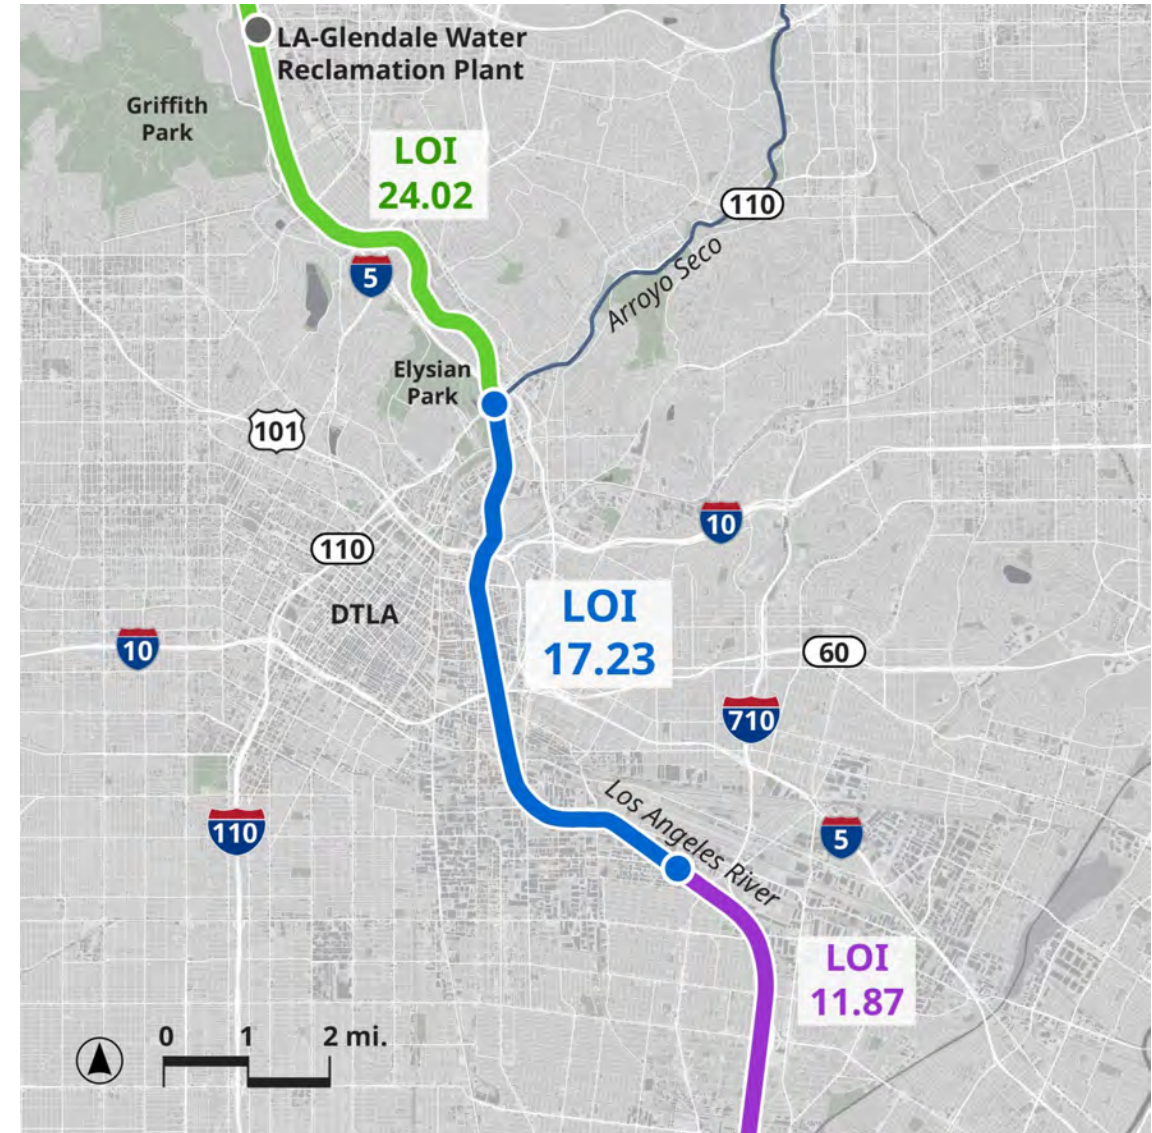 LA-Glendale Water
Reclamation Plant
Griffith
Park
LOI
24.02
110
Arroyo Seco
5
Elysian
Park
101
10
110
DTLA
LOI
17.23
10
60
710
110
Los Angeles River
5
LOI
11.87
0 1 2 mi.